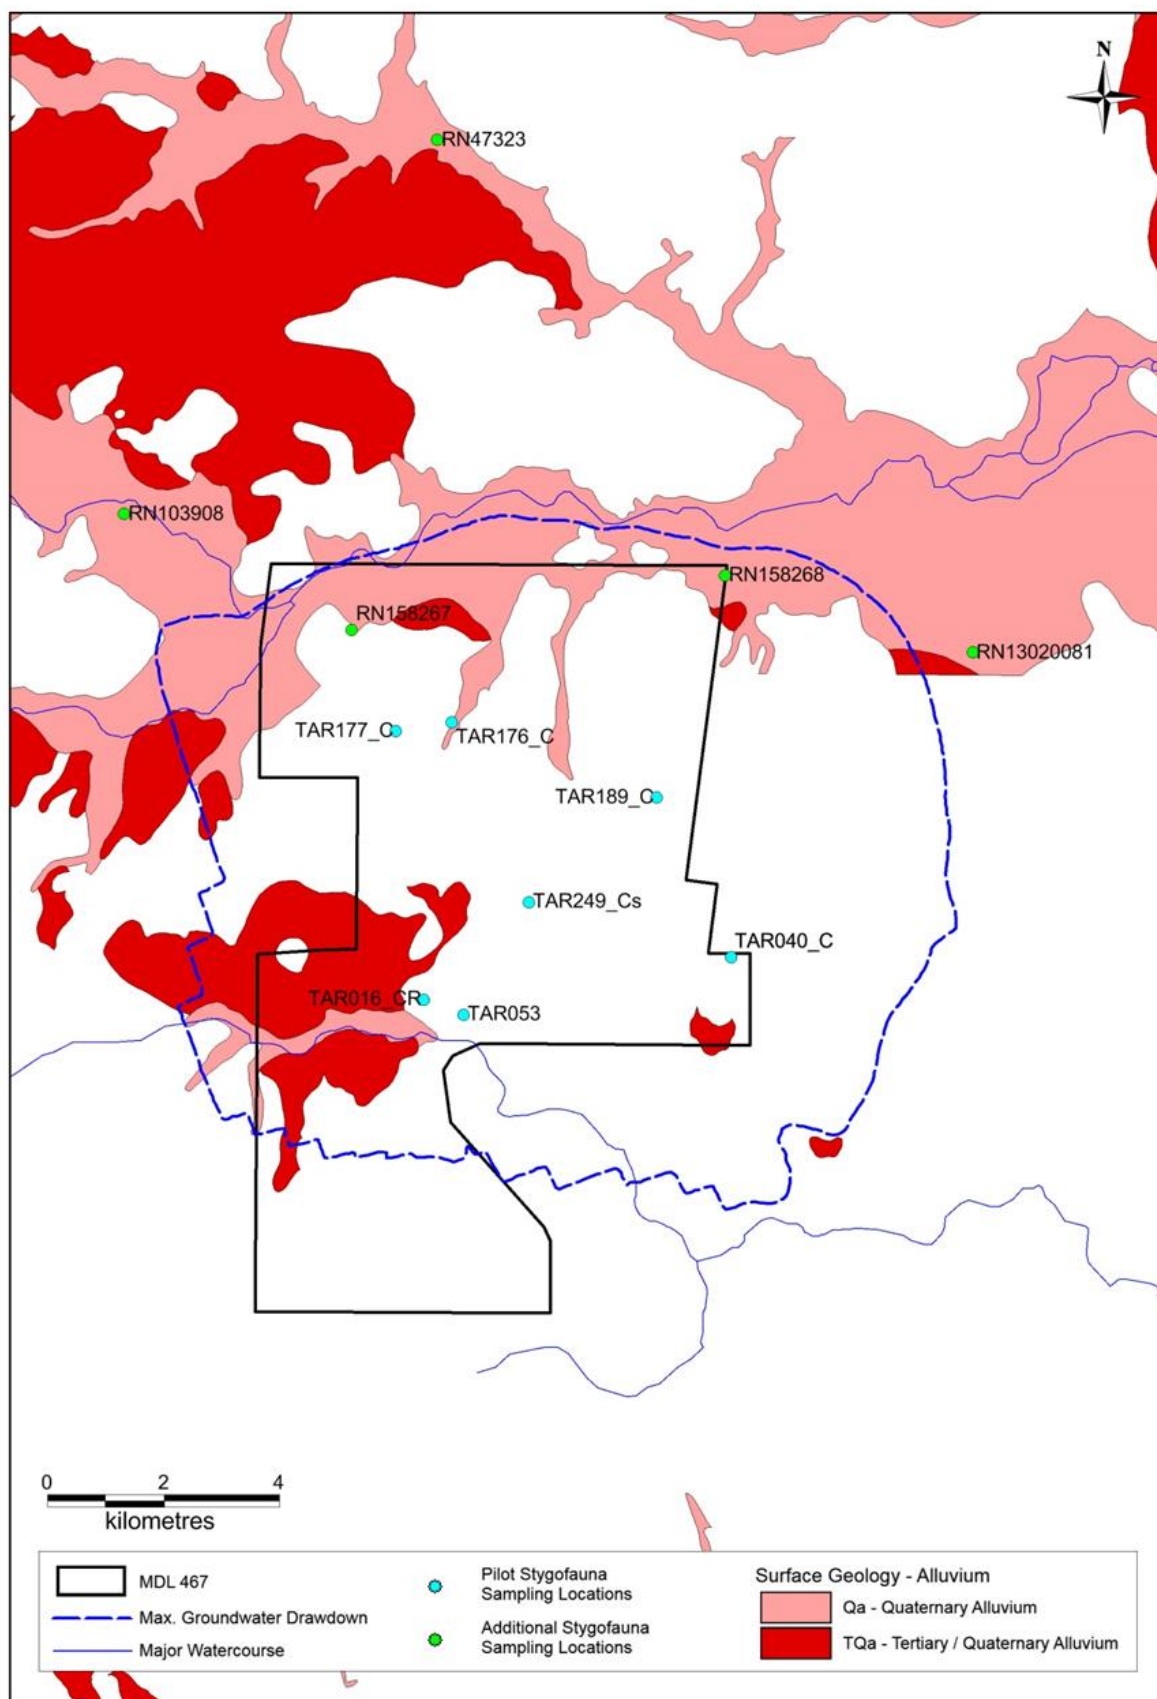 N
RN47323
RN103908
RN158268
RN158267
RN13020081
TAR177_C
TAR176_C
TAR189_C
TAR249_Cs
TAR040_C
TAR016_CR
TAR053
0 2 4
kilometres
MDL 467
Max. Groundwater Drawdown
Major Watercourse
Pilot Stygofauna
Sampling Locations
Additional Stygofauna
Sampling Locations
Surface Geology - Alluvium
Qa - Quaternary Alluvium
TQa - Tertiary / Quaternary Alluvium